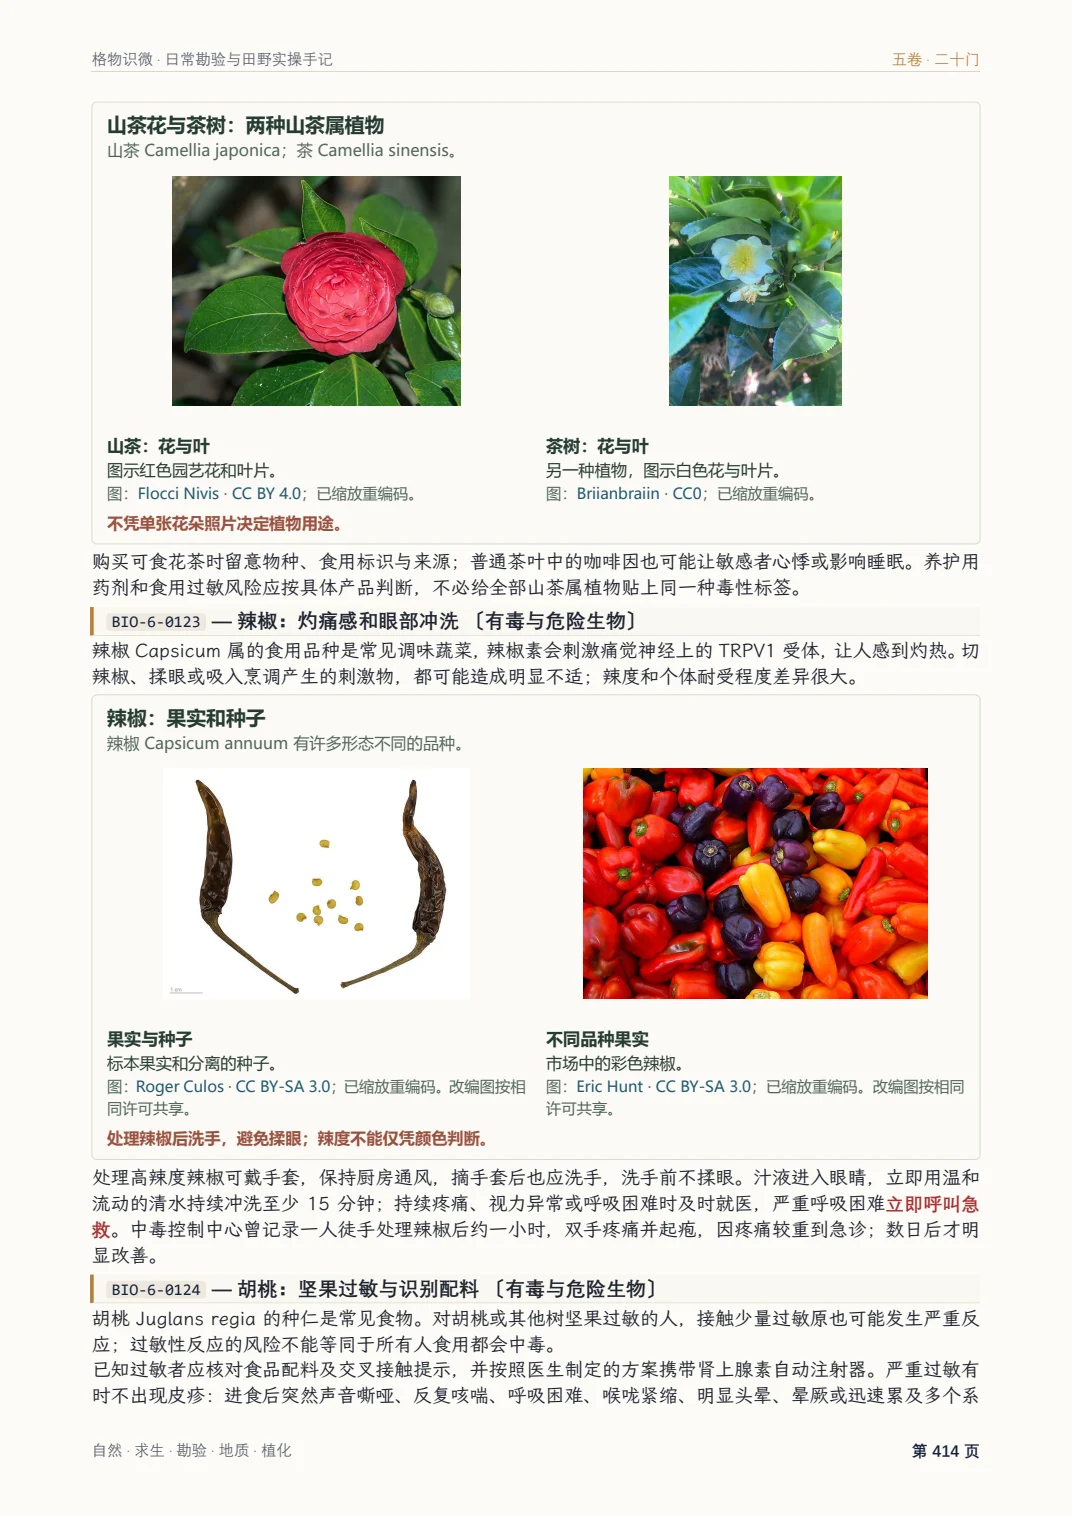 格物识微 · 日常勘验与田野实操手记
五卷 · 二十门
山茶花与茶树：两种山茶属植物
山茶 Camellia japonica；茶 Camellia sinensis。
山茶：花与叶
图示红色园艺花和叶片。
图：Flocci Nivis · CC BY 4.0；已缩放重编码。
茶树：花与叶
另一种植物，图示白色花与叶片。
图：Briianbraiin · CC0；已缩放重编码。
不凭单张花朵照片决定植物用途。
购买可食花茶时留意物种、食用标识与来源；普通茶叶中的咖啡因也可能让敏感者心悸或影响睡眠。养护用
药剂和食用过敏风险应按具体产品判断，不必给全部山茶属植物贴上同一种毒性标签。
BIO-6-0123 — 辣椒：灼痛感和眼部冲洗 〔有毒与危险生物〕
辣椒 Capsicum 属的食用品种是常见调味蔬菜，辣椒素会刺激痛觉神经上的 TRPV1 受体，让人感到灼热。切
辣椒、揉眼或吸入烹调产生的刺激物，都可能造成明显不适；辣度和个体耐受程度差异很大。
辣椒：果实和种子
辣椒 Capsicum annuum 有许多形态不同的品种。
1 cm
果实与种子
标本果实和分离的种子。
图：Roger Culos · CC BY-SA 3.0；已缩放重编码。改编图按相
同许可共享。
不同品种果实
市场中的彩色辣椒。
图：Eric Hunt · CC BY-SA 3.0；已缩放重编码。改编图按相同
许可共享。
处理辣椒后洗手，避免揉眼；辣度不能仅凭颜色判断。
处理高辣度辣椒可戴手套，保持厨房通风，摘手套后也应洗手，洗手前不揉眼。汁液进入眼睛，立即用温和
流动的清水持续冲洗至少 15 分钟；持续疼痛、视力异常或呼吸困难时及时就医，严重呼吸困难立即呼叫急
救。中毒控制中心曾记录一人徒手处理辣椒后约一小时，双手疼痛并起疱，因疼痛较重到急诊；数日后才明
显改善。
BIO-6-0124 — 胡桃：坚果过敏与识别配料 〔有毒与危险生物〕
胡桃 Juglans regia 的种仁是常见食物。对胡桃或其他树坚果过敏的人，接触少量过敏原也可能发生严重反
应；过敏性反应的风险不能等同于所有人食用都会中毒。
已知过敏者应核对食品配料及交叉接触提示，并按照医生制定的方案携带肾上腺素自动注射器。严重过敏有
时不出现皮疹：进食后突然声音嘶哑、反复咳喘、呼吸困难、喉咙紧缩、明显头晕、晕厥或迅速累及多个系
自然 · 求生 · 勘验 · 地质 · 植化
第 414 页